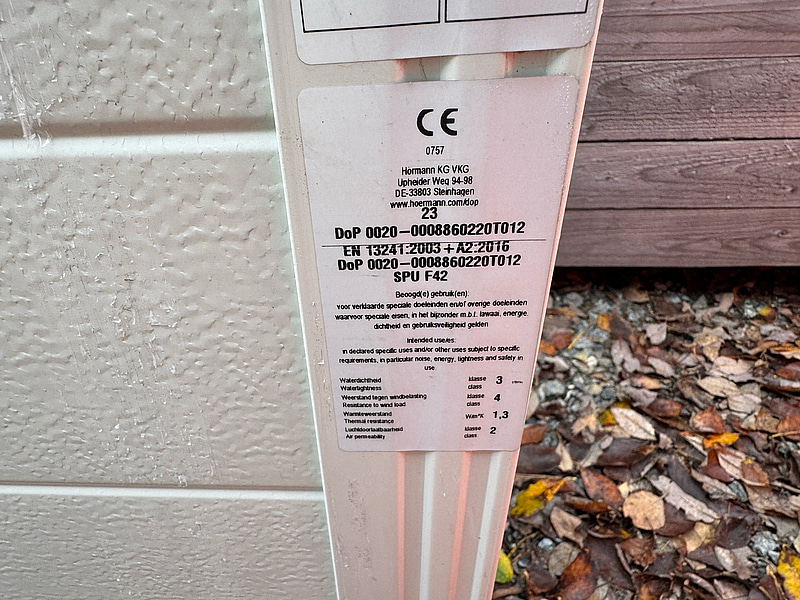 CE
0757
Hörmann KG VKG
Upheider Weg 94-98
DE-33803 Steinhagen
www.hoermann.com/dop
23
DoP 0020-0008860220T012
EN 13241:2003+A2:2016
DoP 0020-0008860220T012
SPU F42
Beoogd(e) gebruik(en):
voor verklaarde speciale doeleinden en/of overige doeleinden
waarvoor speciale eisen, in het bijzonder m.b.t. lawaai, energie,
dichtheid en gebruiksveiligheid gelden
Intended use/es:
in declared specific uses and/or other uses subject to specific
requirements, in particular noise, energy, tightness and safety in
use.
Waterdichtheid klasse 3
Watertightness class
Weerstand tegen windbelasting klasse 4
Resistance to wind load class
Warmteweerstand W/m²K 1,3
Thermal resistance
Luchtdoorlaatbaarheid klasse 2
Air permeability class